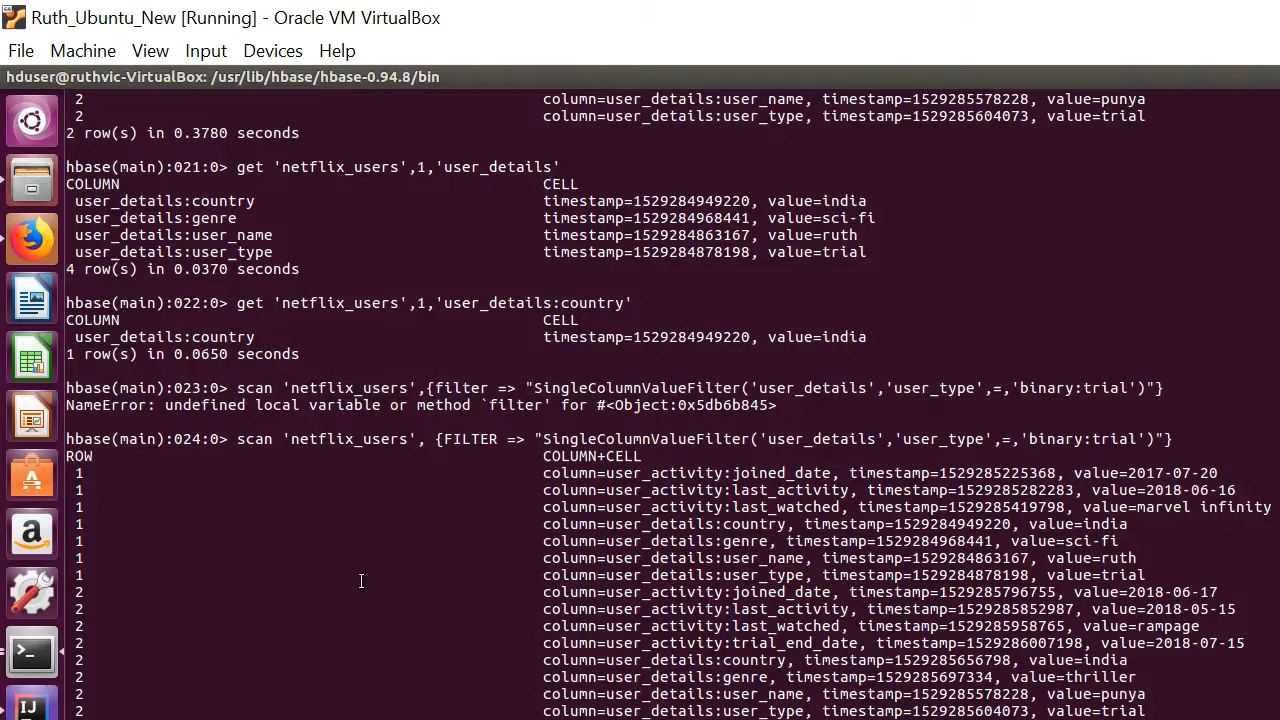 Ruth_Ubuntu_New [Running] - Oracle VM VirtualBox
File Machine View Input Devices Help
hduser@ruthvic-VirtualBox: /usr/lib/hbase/hbase-0.94.8/bin
2 column=user_details:user_name, timestamp=1529285578228, value=punya
2 column=user_details:user_type, timestamp=1529285604073, value=trial
2 row(s) in 0.3780 seconds
hbase(main):021:0> get 'netflix_users',1,'user_details'
COLUMN CELL
user_details:country timestamp=1529284949220, value=india
user_details:genre timestamp=1529284968441, value=sci-fi
user_details:user_name timestamp=1529284863167, value=ruth
user_details:user_type timestamp=1529284878198, value=trial
4 row(s) in 0.0370 seconds
hbase(main):022:0> get 'netflix_users',1,'user_details:country'
COLUMN CELL
user_details:country timestamp=1529284949220, value=india
1 row(s) in 0.0650 seconds
hbase(main):023:0> scan 'netflix_users',{filter => "SingleColumnValueFilter('user_details','user_type',=,'binary:trial')"}
NameError: undefined local variable or method `filter' for #<Object:0x5db6b845>
hbase(main):024:0> scan 'netflix_users', {FILTER => "SingleColumnValueFilter('user_details','user_type',=,'binary:trial')"}
ROW COLUMN+CELL
1 column=user_activity:joined_date, timestamp=1529285225368, value=2017-07-20
1 column=user_activity:last_activity, timestamp=1529285282283, value=2018-06-16
1 column=user_activity:last_watched, timestamp=1529285419798, value=marvel infinity
1 column=user_details:country, timestamp=1529284949220, value=india
1 column=user_details:genre, timestamp=1529284968441, value=sci-fi
1 column=user_details:user_name, timestamp=1529284863167, value=ruth
1 column=user_details:user_type, timestamp=1529284878198, value=trial
2 column=user_activity:joined_date, timestamp=1529285796755, value=2018-06-17
2 column=user_activity:last_activity, timestamp=1529285852987, value=2018-05-15
2 column=user_activity:last_watched, timestamp=1529285958765, value=rampage
2 column=user_activity:trial_end_date, timestamp=1529286007198, value=2018-07-15
2 column=user_details:country, timestamp=1529285656798, value=india
2 column=user_details:genre, timestamp=1529285697334, value=thriller
2 column=user_details:user_name, timestamp=1529285578228, value=punya
2 column=user_details:user_type, timestamp=1529285604073, value=trial